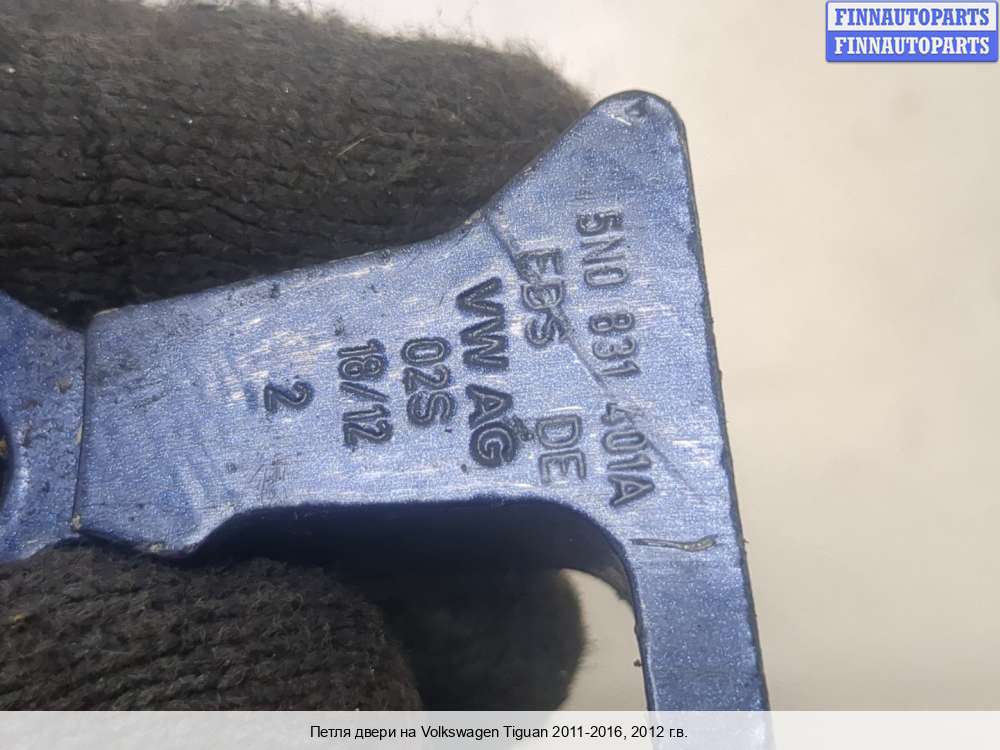 FINNAUTOPARTS
FINNAUTOPARTS
5N0 831 401A
EBS DE
VW AG
02S
18/12
2
Петля двери на Volkswagen Tiguan 2011-2016, 2012 г.в.